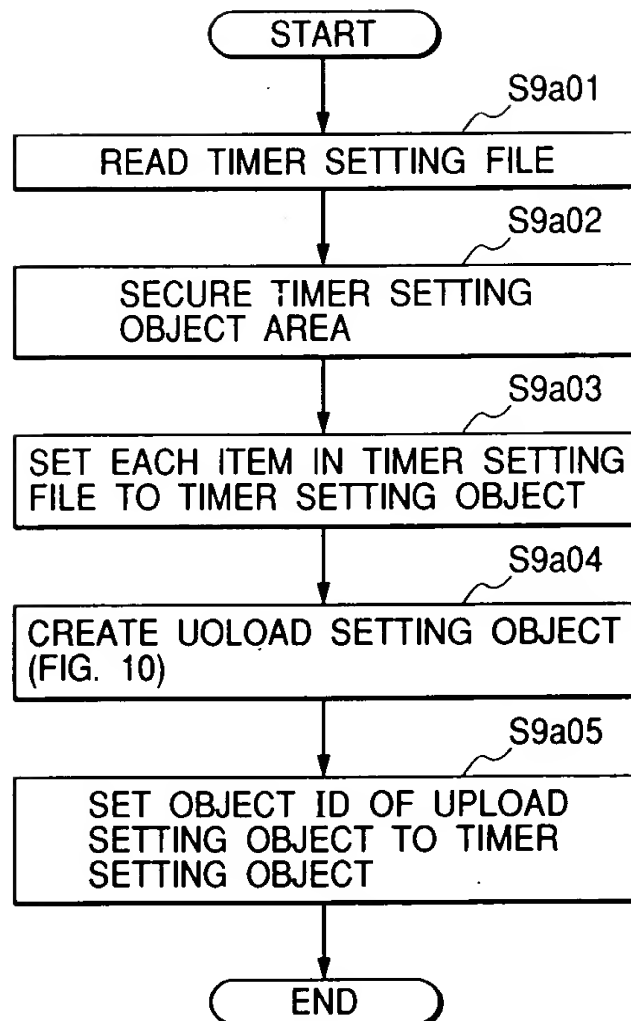 START
S9a01
READ TIMER SETTING FILE
S9a02
SECURE TIMER SETTING
OBJECT AREA
S9a03
SET EACH ITEM IN TIMER SETTING
FILE TO TIMER SETTING OBJECT
S9a04
CREATE UOLOAD SETTING OBJECT
(FIG. 10)
S9a05
SET OBJECT ID OF UPLOAD
SETTING OBJECT TO TIMER
SETTING OBJECT
END